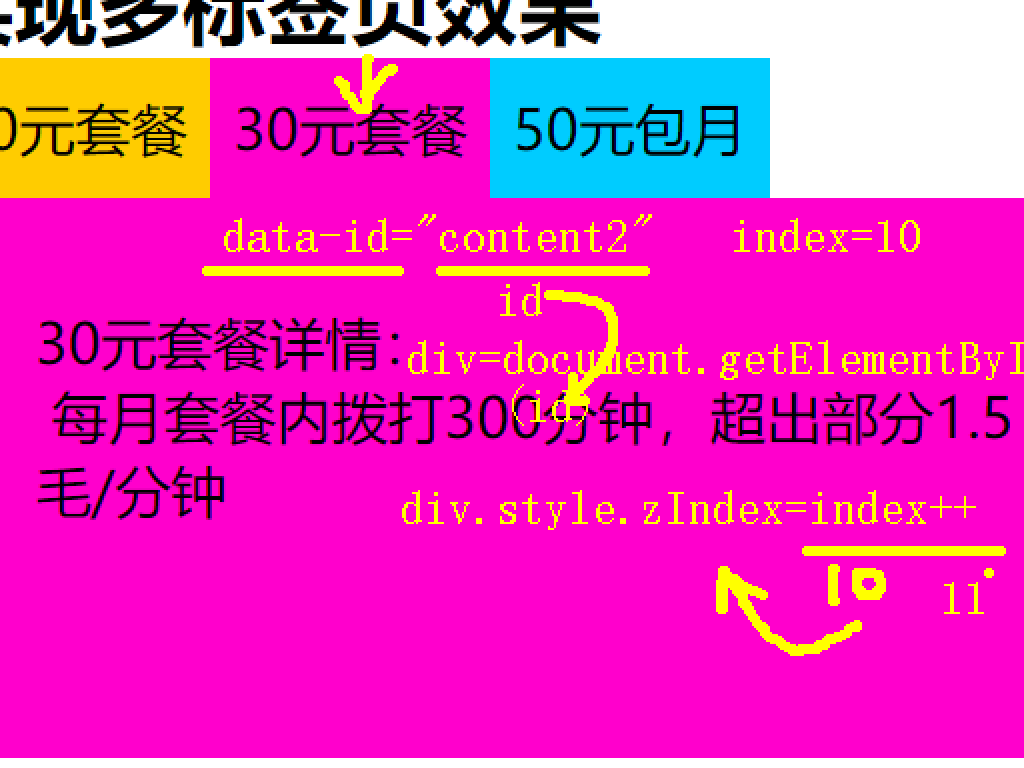 现多标签页效果
0元套餐 30元套餐 50元包月
data-id="content2" index=10
id
30元套餐详情：
div=document.getElementByI
(id)
每月套餐内拨打300分钟，超出部分1.5
毛/分钟
div.style.zIndex=index++
10 11